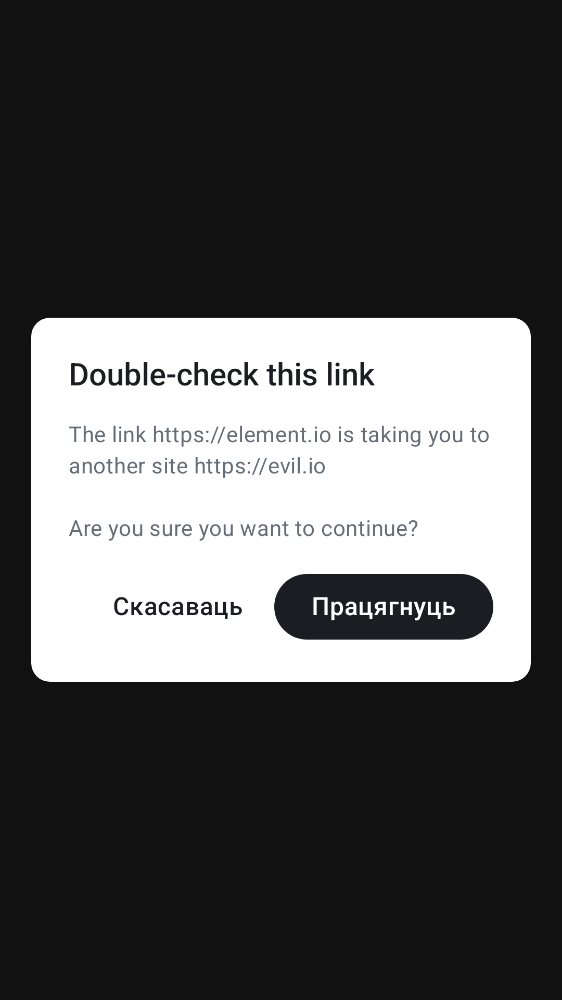 Double-check this link
The link https://element.io is taking you to
another site https://evil.io
Are you sure you want to continue?
Скасаваць
Працягнуць